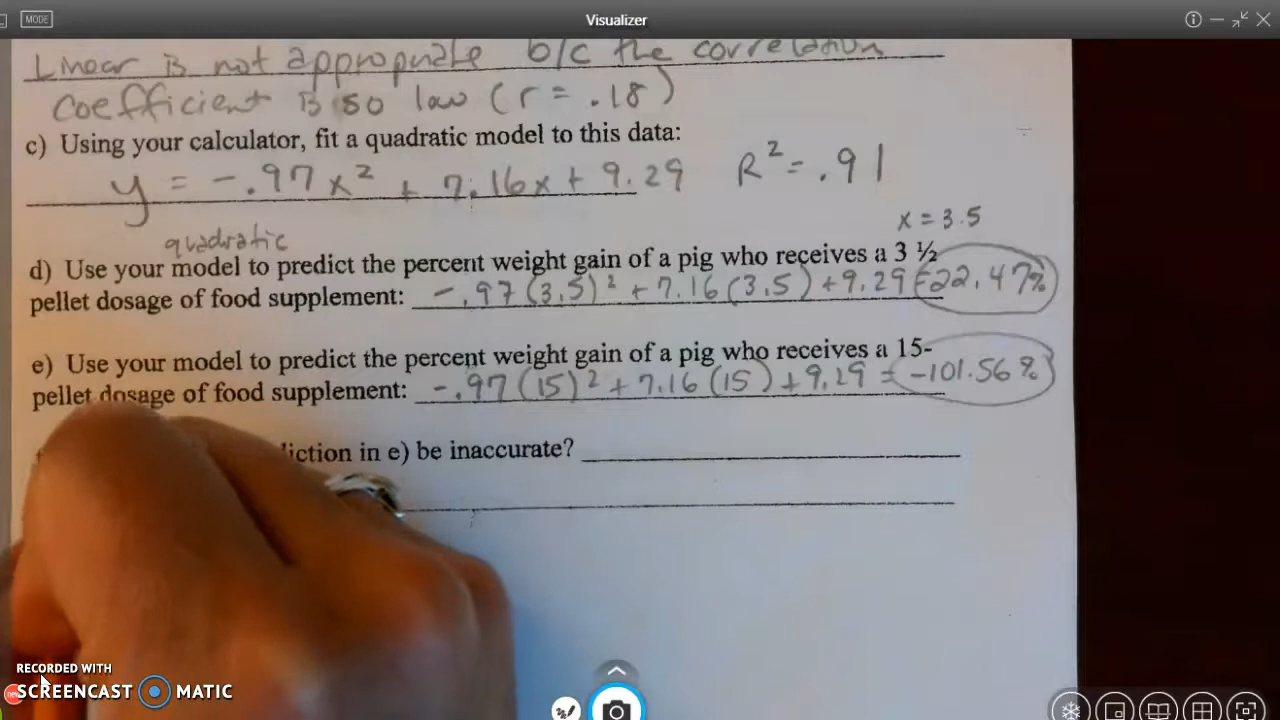 MODE
Visualizer
Linear is not appropriate b/c the correlation
coefficient is so low (r = .18)
c) Using your calculator, fit a quadratic model to this data:
y = -.97x² + 7.16x + 9.29 R² = .91
x = 3.5
quadratic
d) Use your model to predict the percent weight gain of a pig who receives a 3 ½
pellet dosage of food supplement: -.97(3.5)² + 7.16(3.5) + 9.29 = 22.47%
e) Use your model to predict the percent weight gain of a pig who receives a 15-
pellet dosage of food supplement: -.97(15)² + 7.16(15) + 9.29 = -101.56%
in e) be inaccurate?
RECORDED WITH
SCREENCAST MATIC